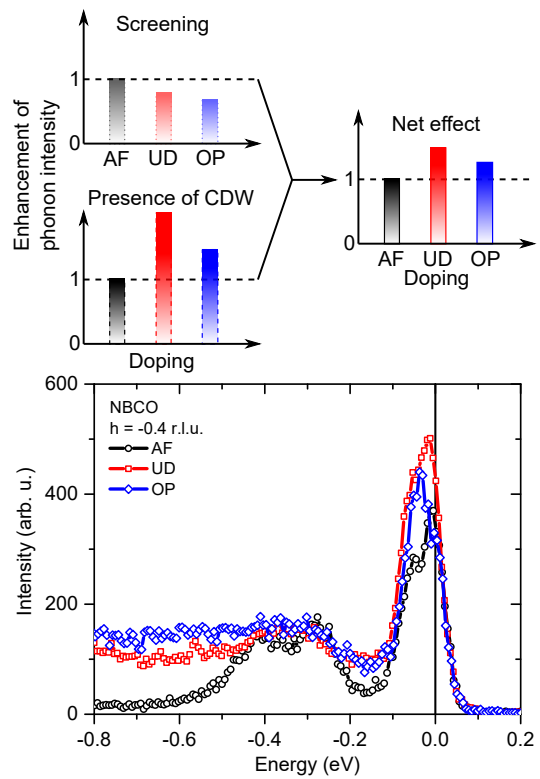 Screening
Enhancement of
phonon intensity
1
0
AF UD OP
Presence of CDW
1
0
Doping
Net effect
1
0
AF UD OP
Doping
600
400
200
0
Intensity (arb. u.)
NBCO
h = -0.4 r.l.u.
AF
UD
OP
-0.8 -0.6 -0.4 -0.2 0.0 0.2
Energy (eV)